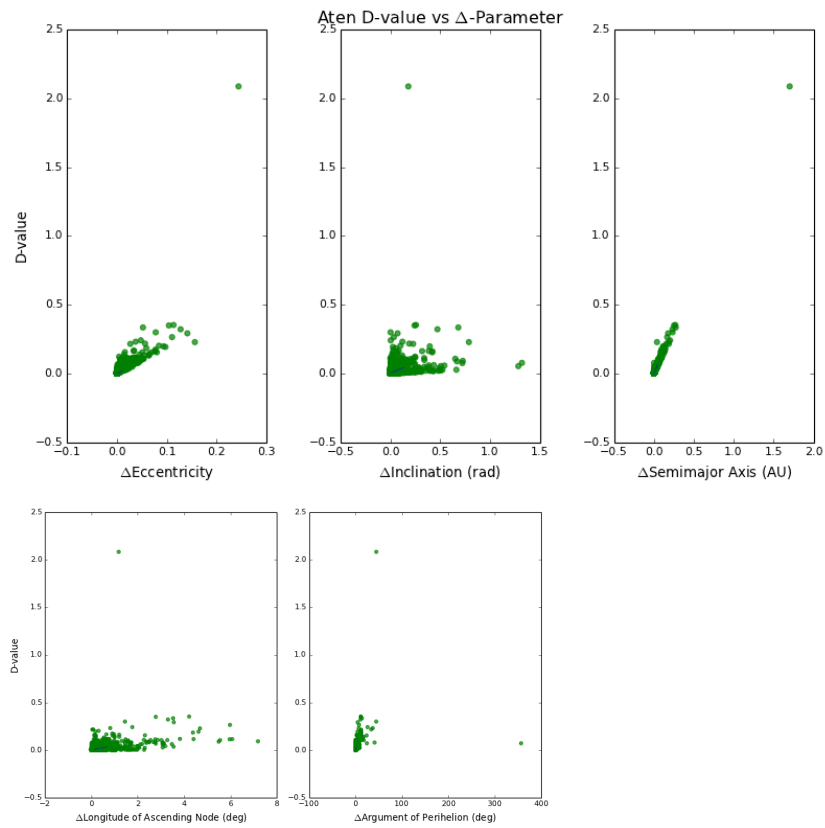 Aten D-value vs Δ-Parameter
2.5 2.5 2.5
2.0 2.0 2.0
1.5 1.5 1.5
D-value 1.0 1.0 1.0
0.5 0.5 0.5
0.0 0.0 0.0
−0.5 −0.5 −0.5
−0.1 0.0 0.1 0.2 0.3 −0.5 0.0 0.5 1.0 1.5 −0.5 0.0 0.5 1.0 1.5 2.0
ΔEccentricity ΔInclination (rad) ΔSemimajor Axis (AU)
2.5 2.5
2.0 2.0
1.5 1.5
D-value 1.0 1.0
0.5 0.5
0.0 0.0
−0.5 −0.5
−2 0 2 4 6 8 −100 0 100 200 300 400
ΔLongitude of Ascending Node (deg) ΔArgument of Perihelion (deg)